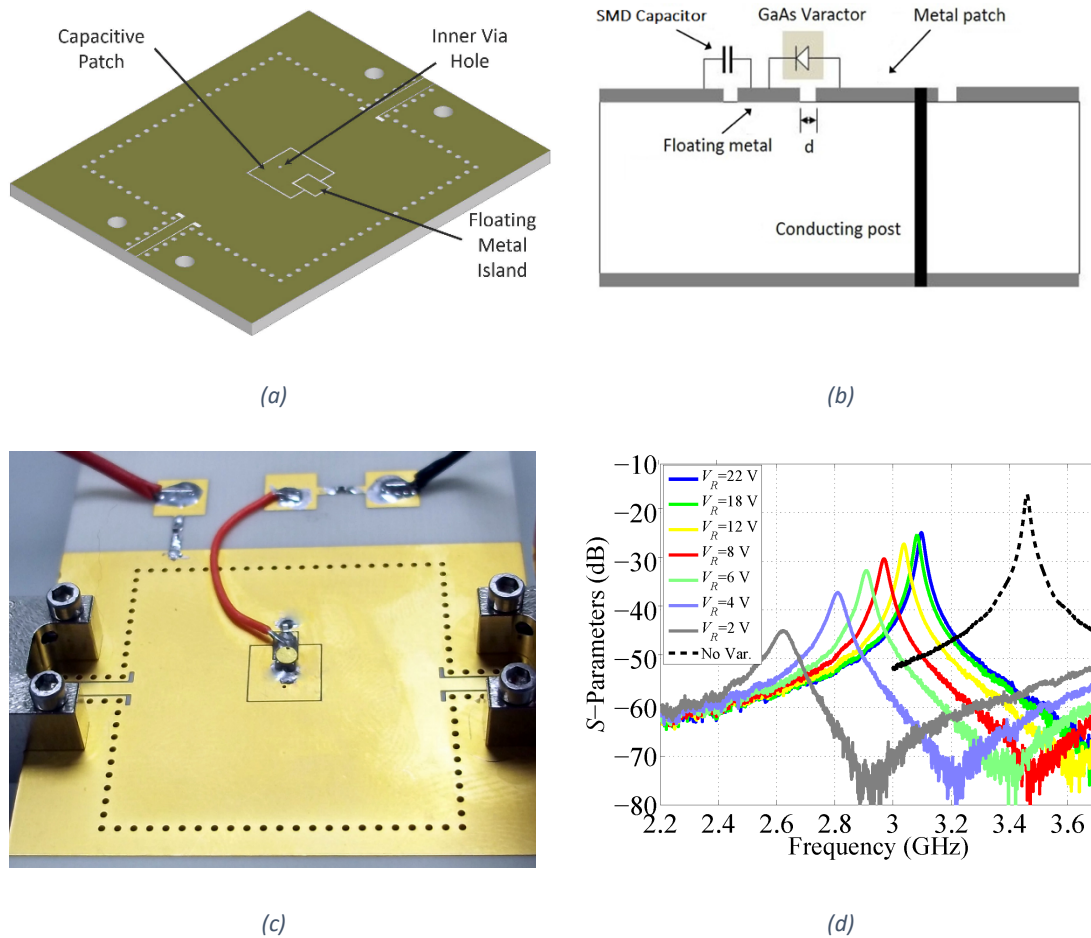 Capacitive
Patch
Inner Via
Hole
Floating
Metal
Island
(a)
SMD Capacitor
GaAs Varactor
Metal patch
Floating metal
d
Conducting post
(b)
(c)
−10
−20
−30
−40
−50
−60
−70
−80
S−Parameters (dB)
V_R=22 V
V_R=18 V
V_R=12 V
V_R=8 V
V_R=6 V
V_R=4 V
V_R=2 V
No Var.
2.2 2.4 2.6 2.8 3 3.2 3.4 3.6
Frequency (GHz)
(d)